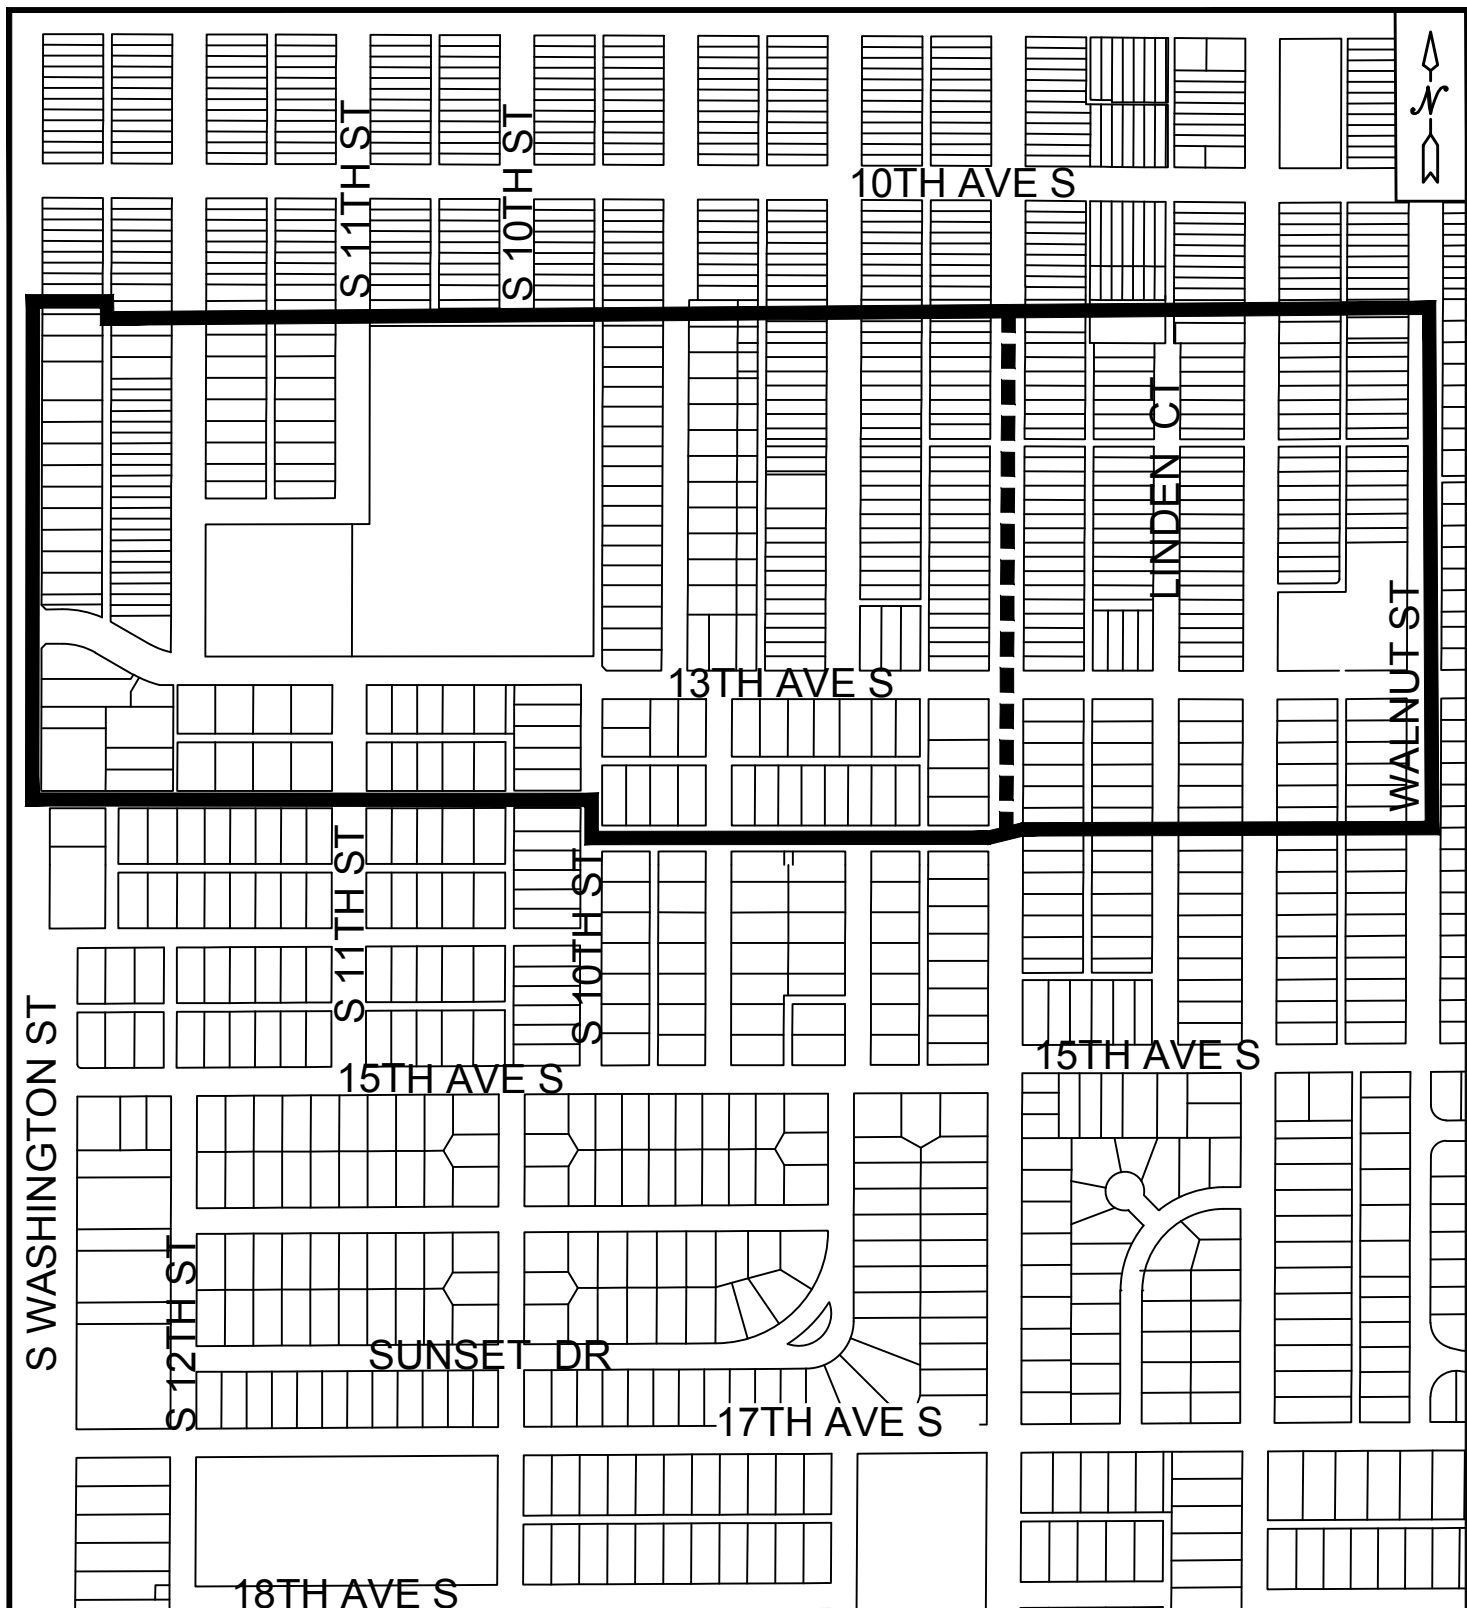 N
S 11TH ST
S 10TH ST
10TH AVE S
LINDEN CT
13TH AVE S
WALNUT ST
S 11TH ST
S 10TH ST
S WASHINGTON ST
15TH AVE S
15TH AVE S
S 12TH ST
SUNSET DR
17TH AVE S
18TH AVE S